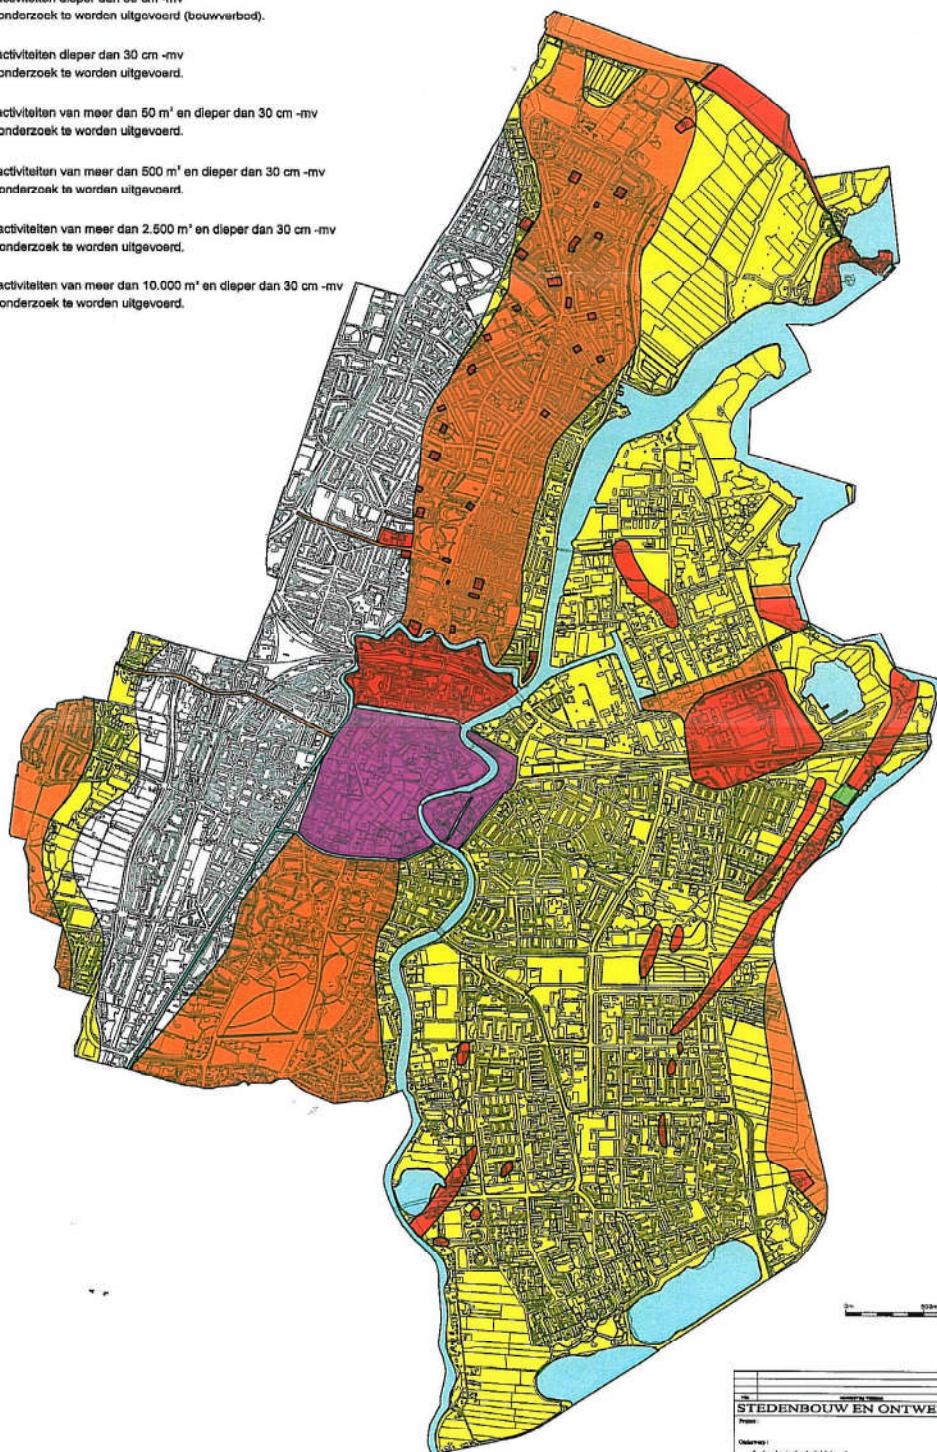 onderzoek te worden uitgevoerd (bouwverbod).
activiteiten dieper dan 30 cm -mv
onderzoek te worden uitgevoerd.
activiteiten van meer dan 50 m² en dieper dan 30 cm -mv
onderzoek te worden uitgevoerd.
activiteiten van meer dan 500 m² en dieper dan 30 cm -mv
onderzoek te worden uitgevoerd.
activiteiten van meer dan 2.500 m² en dieper dan 30 cm -mv
onderzoek te worden uitgevoerd.
activiteiten van meer dan 10.000 m² en dieper dan 30 cm -mv
onderzoek te worden uitgevoerd.
STEDENBOUW EN ONTWE